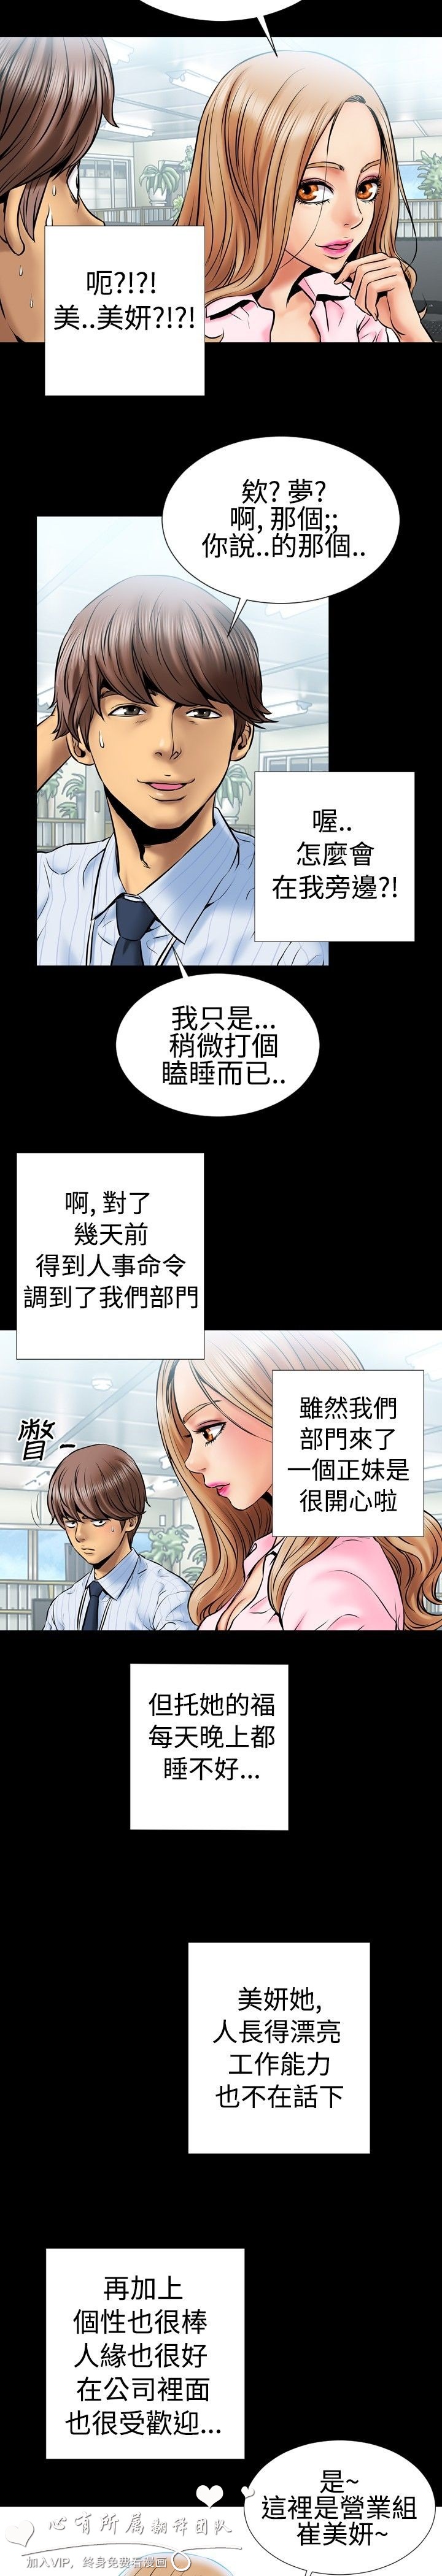 呃?!?!
美..美妍?!?!
欸? 夢?
啊, 那個;;
你說..的那個..
喔..
怎麼會
在我旁邊?!
我只是...
稍微打個
瞌睡而已..
啊, 對了
幾天前
得到人事命令
調到了我們部門
雖然我們
部門來了
一個正妹是
很開心啦
瞥-
但托她的福
每天晚上都
睡不好...
美妍她,
人長得漂亮
工作能力
也不在話下
再加上
個性也很棒
人緣也很好
在公司裡面
也很受歡迎...
是~
這裡是營業組
崔美妍~
心有所属翻译团队
加入VIP，终身免费看漫画